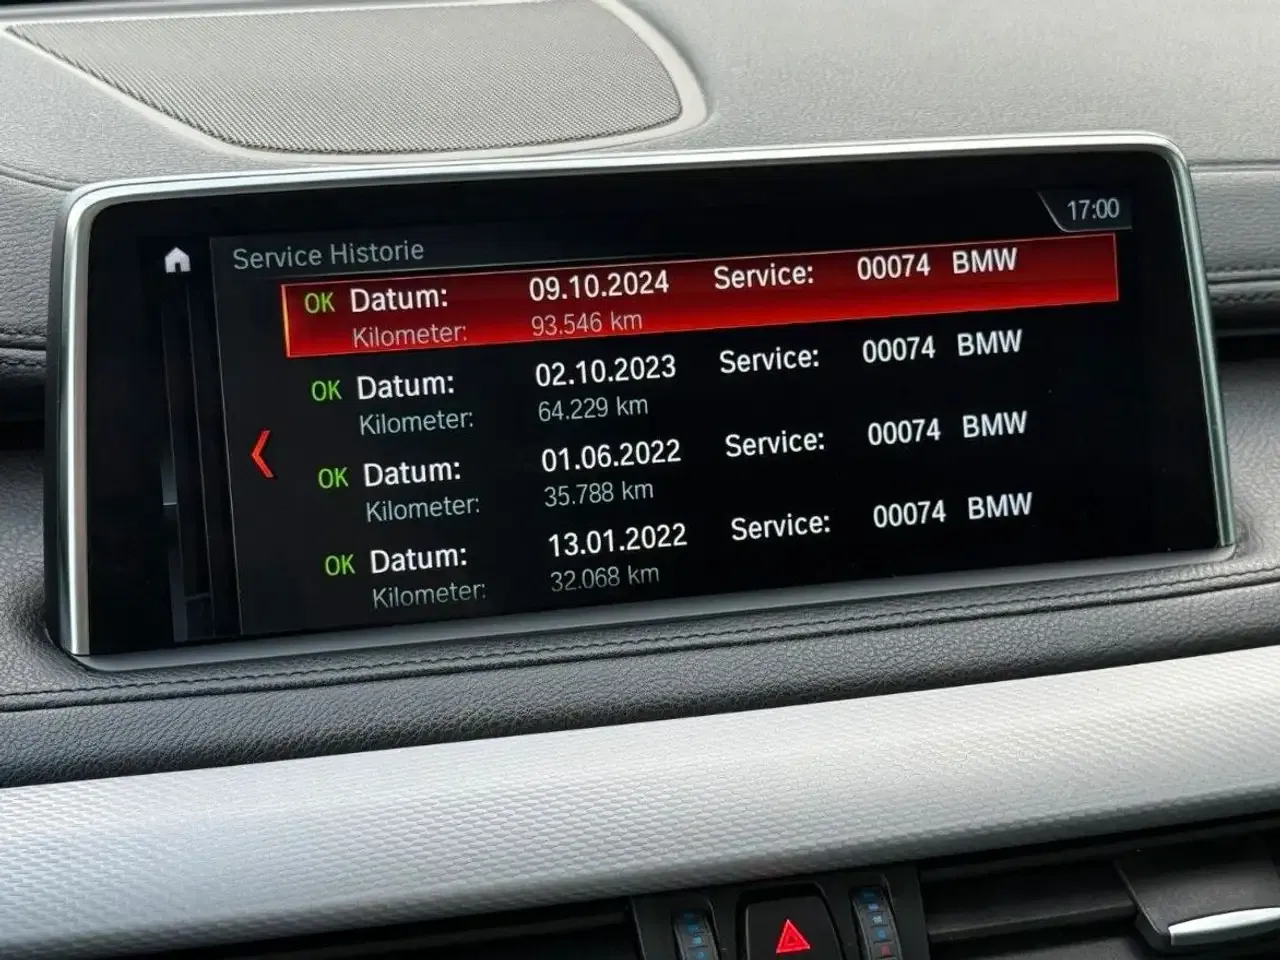 17:00
Service Historie
OK Datum: 09.10.2024 Service: 00074 BMW
Kilometer: 93.546 km
OK Datum: 02.10.2023 Service: 00074 BMW
Kilometer: 64.229 km
OK Datum: 01.06.2022 Service: 00074 BMW
Kilometer: 35.788 km
OK Datum: 13.01.2022 Service: 00074 BMW
Kilometer: 32.068 km